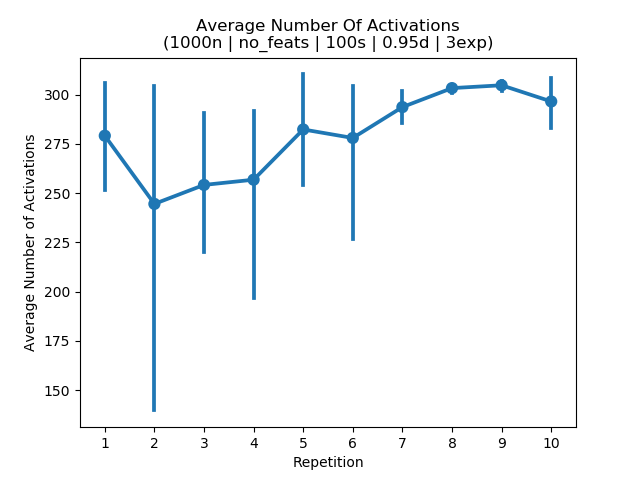 Average Number Of Activations
(1000n | no_feats | 100s | 0.95d | 3exp)
Average Number of Activations
300
275
250
225
200
175
150
1 2 3 4 5 6 7 8 9 10
Repetition